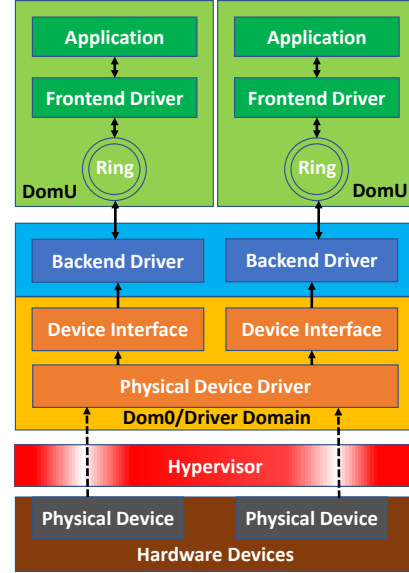 Application
Application
Frontend Driver
Frontend Driver
Ring
Ring
DomU
DomU
Backend Driver
Backend Driver
Device Interface
Device Interface
Physical Device Driver
Dom0/Driver Domain
Hypervisor
Physical Device
Physical Device
Hardware Devices